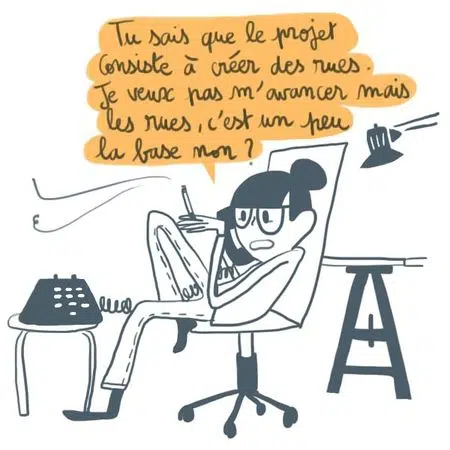 Tu sais que le projet
Consiste à créer des rues.
Je veux pas m'avancer mais
les rues, c'est un peu
la base non ?